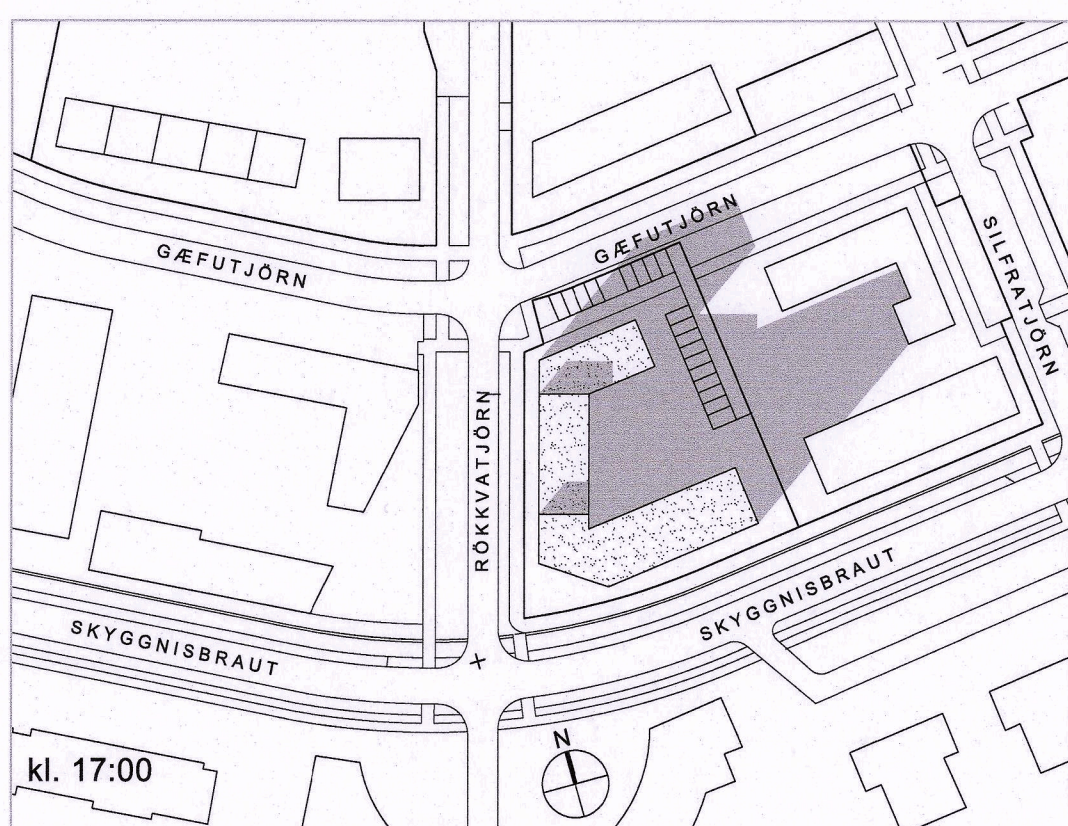 GÆFUTJÖRN
GÆFUTJÖRN
SILFRATJÖRN
RÖKKVATJÖRN
SKYGGNISBRAUT
SKYGGNISBRAUT
N
kl. 17:00